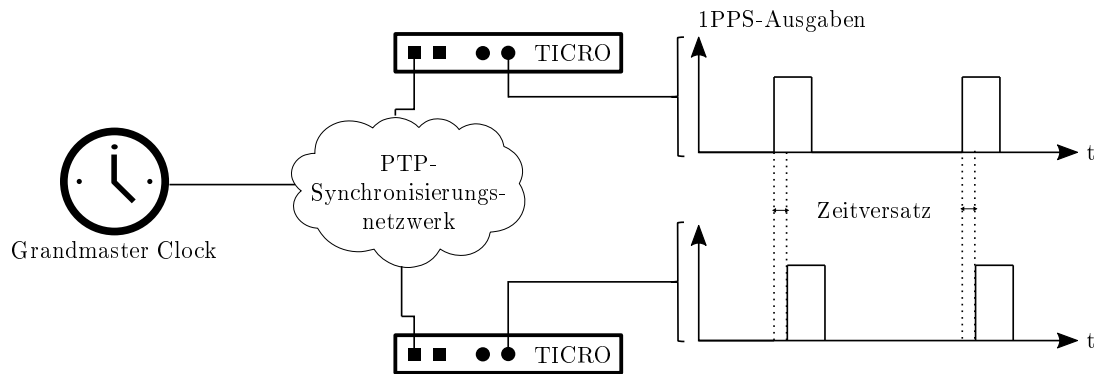 1PPS-Ausgaben
TICRO
t
PTP-
Synchronisierungs-
netzwerk
Zeitversatz
Grandmaster Clock
TICRO
t